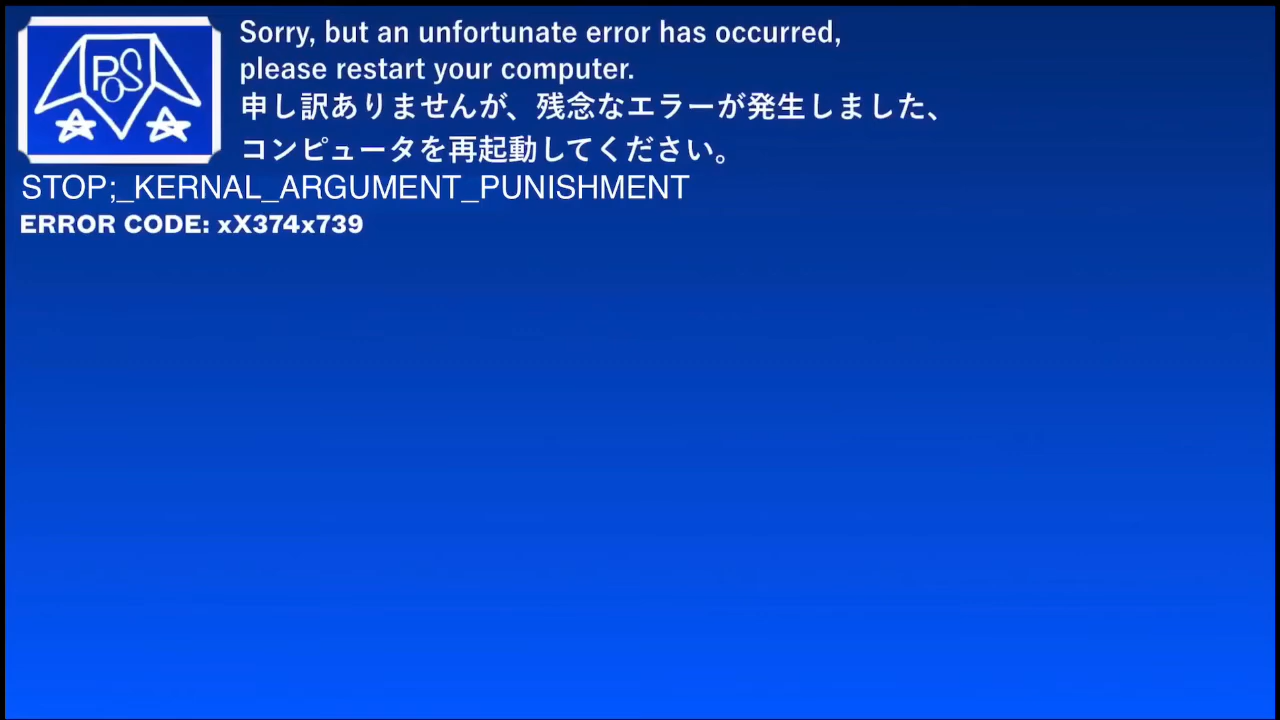 POS
Sorry, but an unfortunate error has occurred,
please restart your computer.
申し訳ありませんが、残念なエラーが発生しました、
コンピュータを再起動してください。
STOP;_KERNAL_ARGUMENT_PUNISHMENT
ERROR CODE: xX374x739